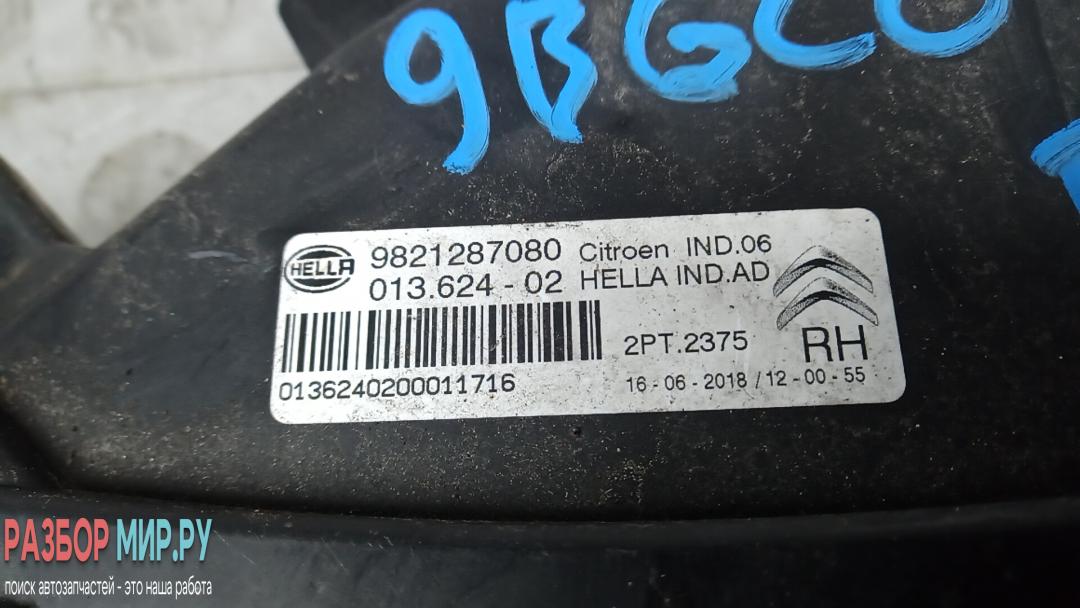 9BGCO
HELLA
9821287080 Citroen IND.06
013.624 - 02 HELLA IND.AD
2PT.2375 RH
0136240200011716
16 - 06 - 2018 / 12 - 00 - 55
РАЗБОР МИР.РУ
поиск автозапчастей - это наша работа